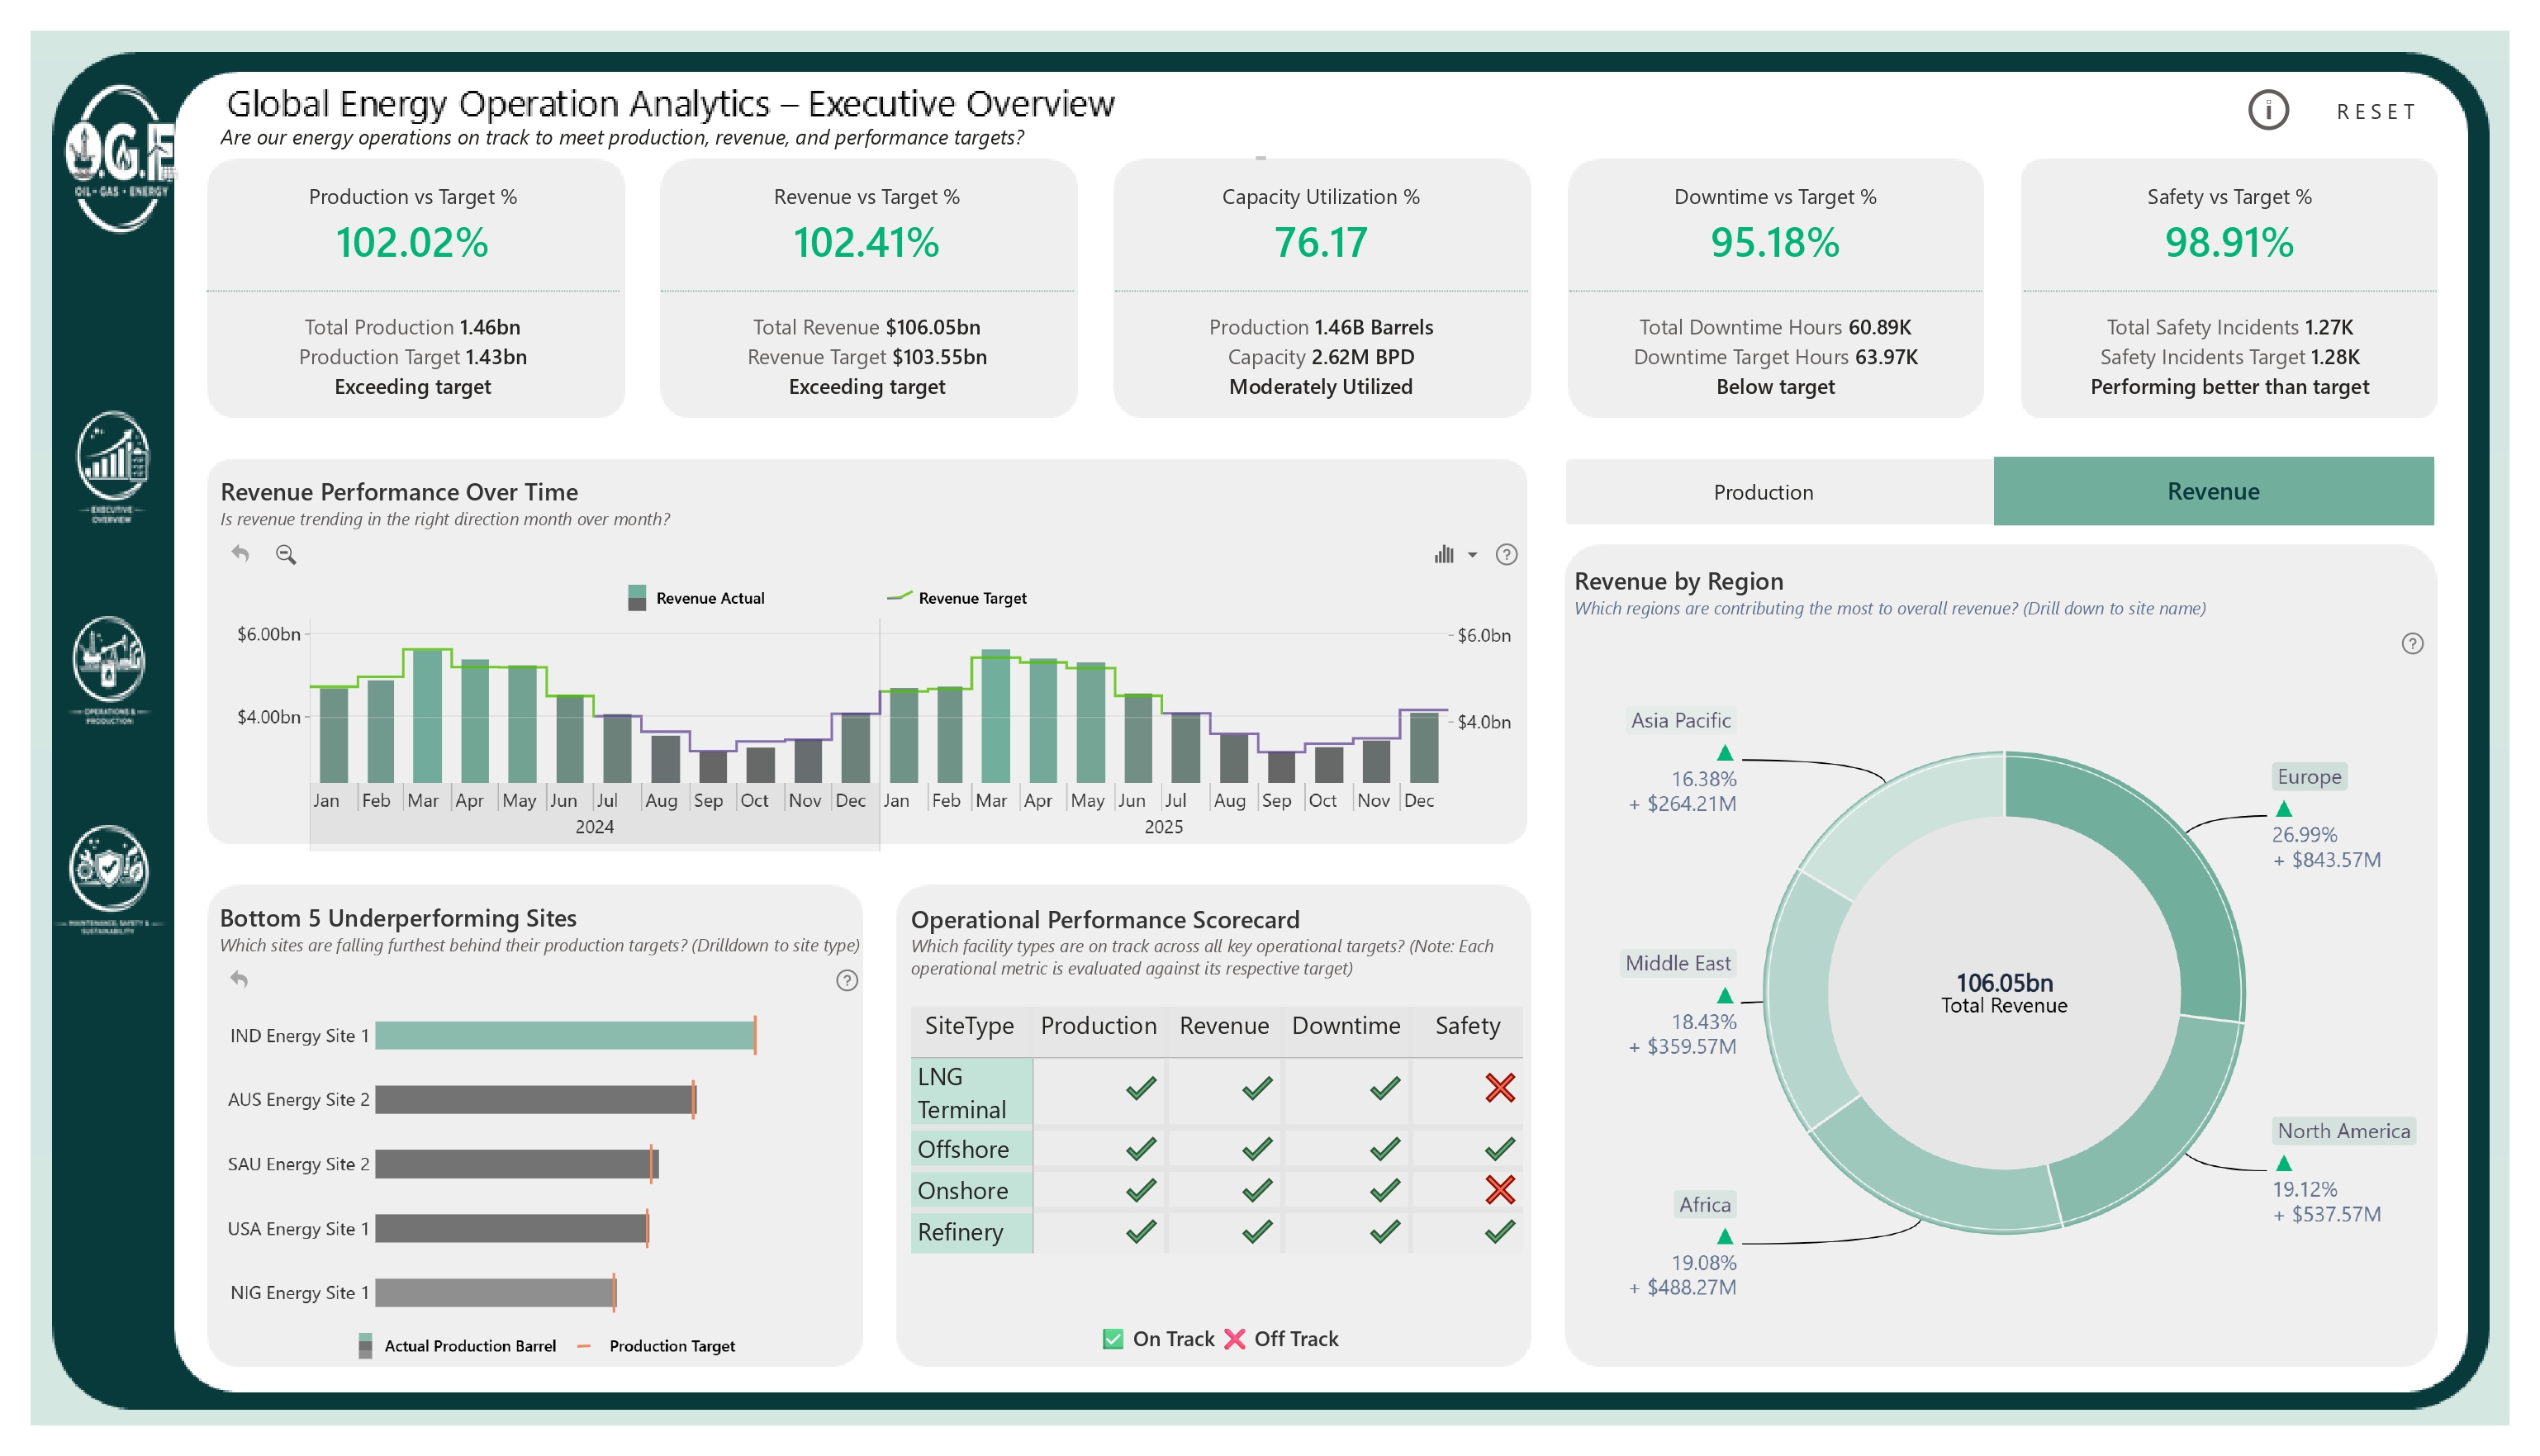 Global Energy Operation Analytics – Executive Overview
Are our energy operations on track to meet production, revenue, and performance targets?
RESET
OIL • GAS • ENERGY
EXECUTIVE
OVERVIEW
OPERATIONS &
PRODUCTION
MAINTENANCE, SAFETY &
SUSTAINABILITY
Production vs Target %
102.02%
Total Production 1.46bn
Production Target 1.43bn
Exceeding target
Revenue vs Target %
102.41%
Total Revenue $106.05bn
Revenue Target $103.55bn
Exceeding target
Capacity Utilization %
76.17
Production 1.46B Barrels
Capacity 2.62M BPD
Moderately Utilized
Downtime vs Target %
95.18%
Total Downtime Hours 60.89K
Downtime Target Hours 63.97K
Below target
Safety vs Target %
98.91%
Total Safety Incidents 1.27K
Safety Incidents Target 1.28K
Performing better than target
Revenue Performance Over Time
Is revenue trending in the right direction month over month?
?
Revenue Actual Revenue Target
$6.00bn
$4.00bn
$6.0bn
$4.0bn
Jan Feb Mar Apr May Jun Jul Aug Sep Oct Nov Dec Jan Feb Mar Apr May Jun Jul Aug Sep Oct Nov Dec
2024 2025
Production
Revenue
Revenue by Region
Which regions are contributing the most to overall revenue? (Drill down to site name)
?
Asia Pacific
16.38%
+ $264.21M
Europe
26.99%
+ $843.57M
Middle East
18.43%
+ $359.57M
106.05bn
Total Revenue
North America
19.12%
+ $537.57M
Africa
19.08%
+ $488.27M
Bottom 5 Underperforming Sites
Which sites are falling furthest behind their production targets? (Drilldown to site type)
?
IND Energy Site 1
AUS Energy Site 2
SAU Energy Site 2
USA Energy Site 1
NIG Energy Site 1
Actual Production Barrel Production Target
Operational Performance Scorecard
Which facility types are on track across all key operational targets? (Note: Each
operational metric is evaluated against its respective target)
SiteType Production Revenue Downtime Safety
LNG
Terminal
Offshore
Onshore
Refinery
On Track Off Track